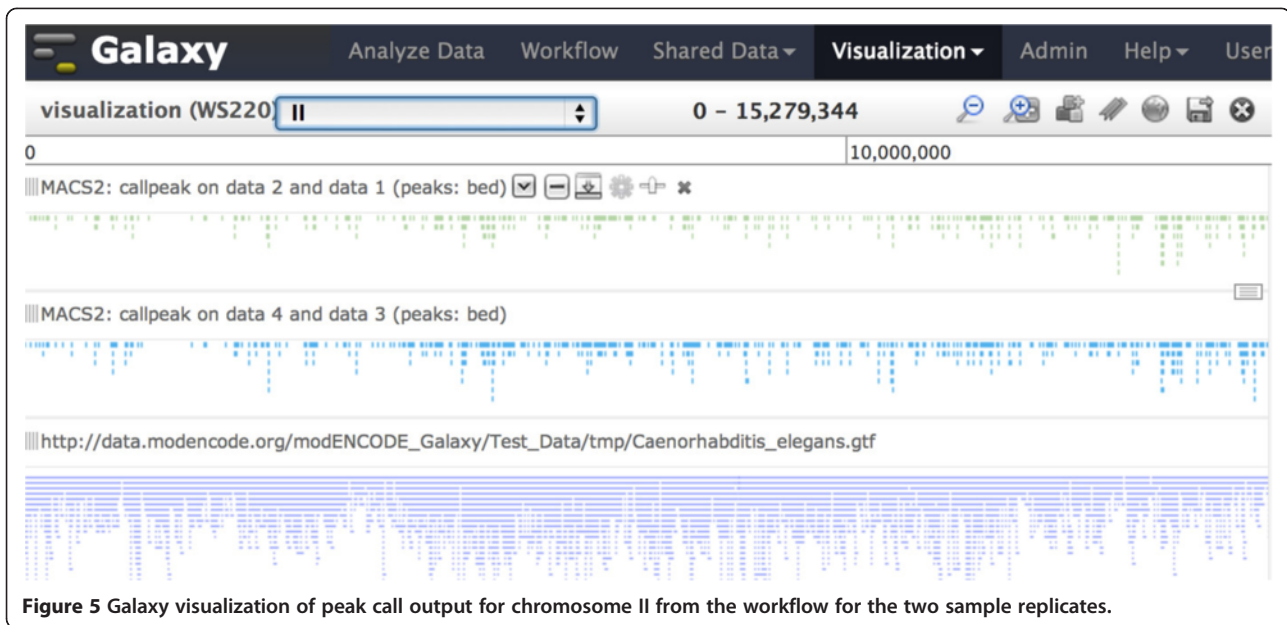 Galaxy Analyze Data Workflow Shared Data Visualization Admin Help User
visualization (WS220) II 0 - 15,279,344
0 10,000,000
MACS2: callpeak on data 2 and data 1 (peaks: bed)
MACS2: callpeak on data 4 and data 3 (peaks: bed)
http://data.modencode.org/modENCODE_Galaxy/Test_Data/tmp/Caenorhabditis_elegans.gtf
Figure 5 Galaxy visualization of peak call output for chromosome II from the workflow for the two sample replicates.